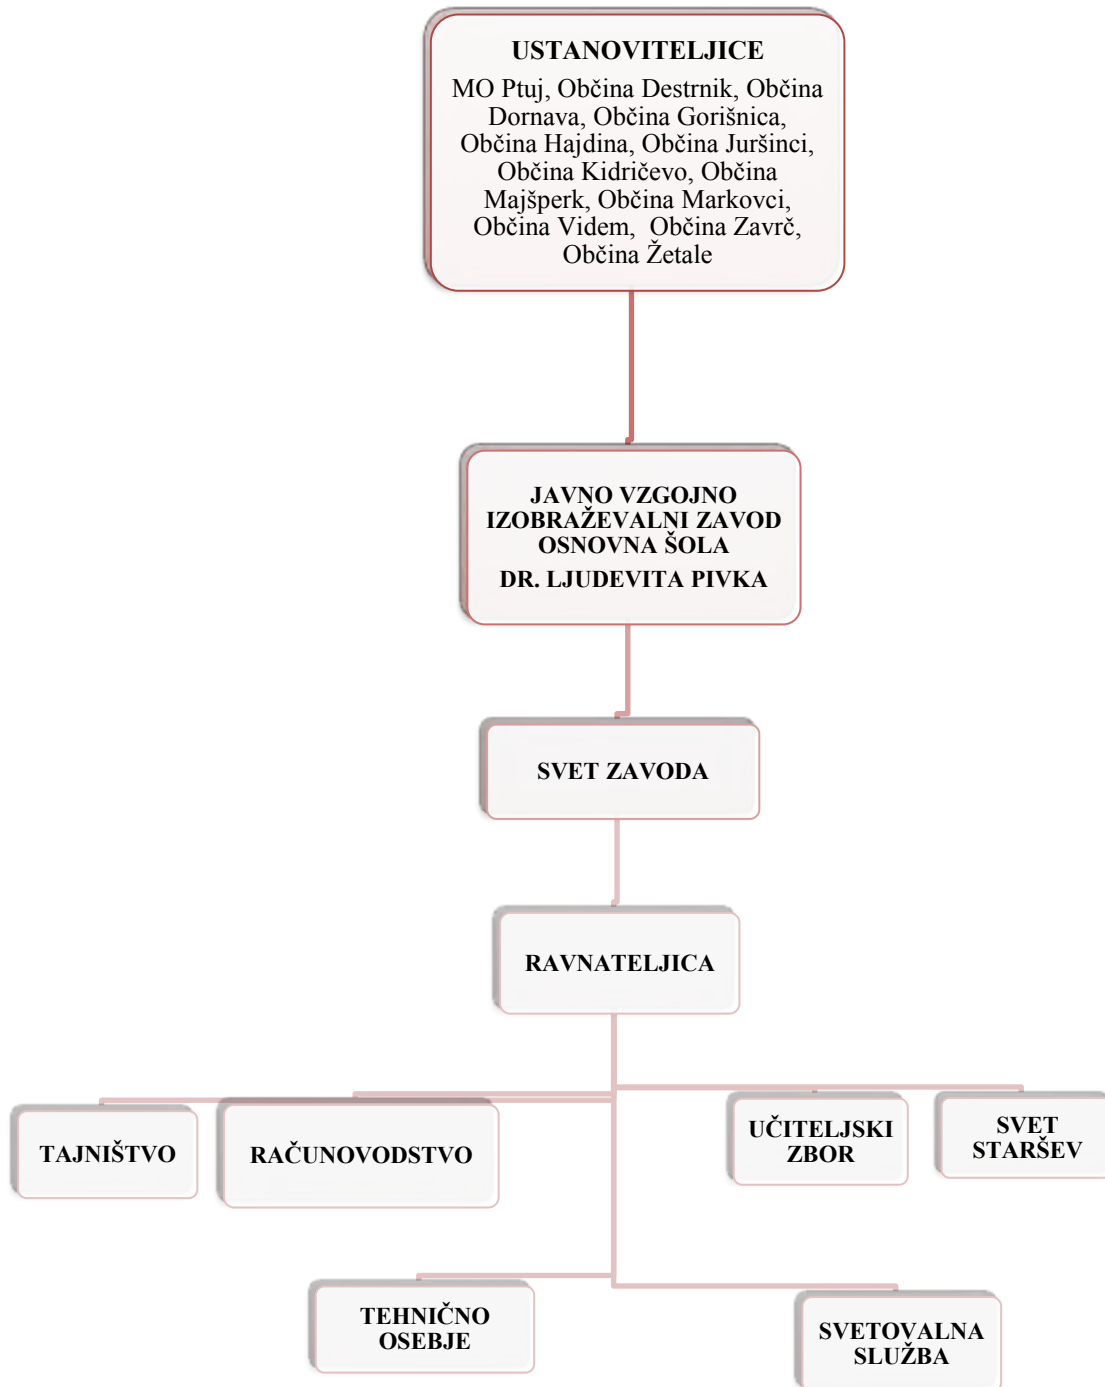 USTANOVITELJICE
MO Ptuj, Občina Destrnik, Občina
Dornava, Občina Gorišnica,
Občina Hajdina, Občina Juršinci,
Občina Kidričevo, Občina
Majšperk, Občina Markovci,
Občina Videm, Občina Zavrč,
Občina Žetale
JAVNO VZGOJNO
IZOBRAŽEVALNI ZAVOD
OSNOVNA ŠOLA
DR. LJUDEVITA PIVKA
SVET ZAVODA
RAVNATELJICA
TAJNIŠTVO
RAČUNOVODSTVO
UČITELJSKI
ZBOR
SVET
STARŠEV
TEHNIČNO
OSEBJE
SVETOVALNA
SLUŽBA